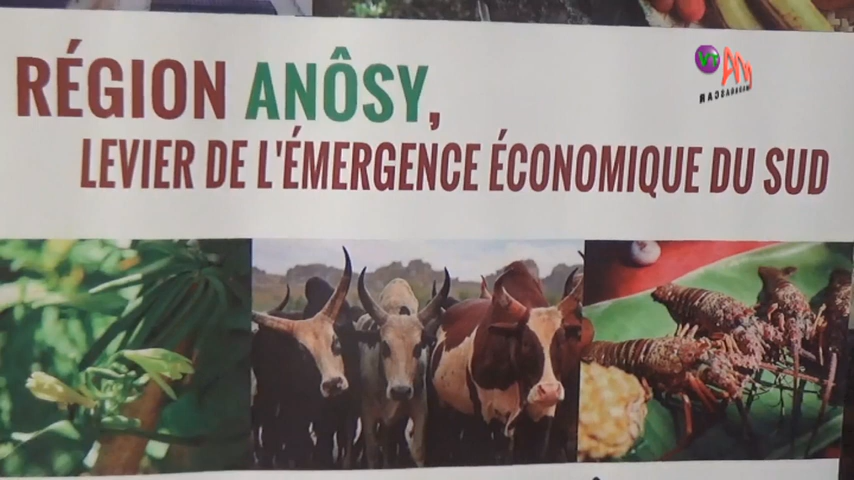 RÉGION ANÔSY,
LEVIER DE L'ÉMERGENCE ÉCONOMIQUE DU SUD